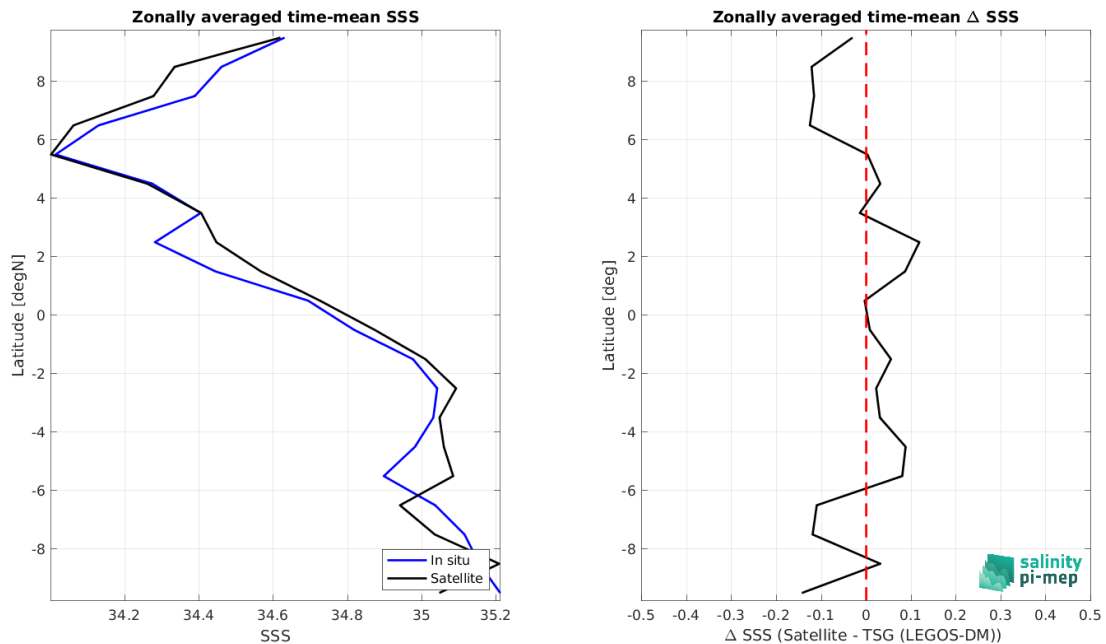 Zonally averaged time-mean SSS
Latitude [degN]
8
6
4
2
0
-2
-4
-6
-8
34.2 34.4 34.6 34.8 35 35.2
SSS
In situ
Satellite
Zonally averaged time-mean Δ SSS
Latitude [deg]
8
6
4
2
0
-2
-4
-6
-8
-0.5 -0.4 -0.3 -0.2 -0.1 0 0.1 0.2 0.3 0.4 0.5
Δ SSS (Satellite - TSG (LEGOS-DM))
salinity
pi-mep